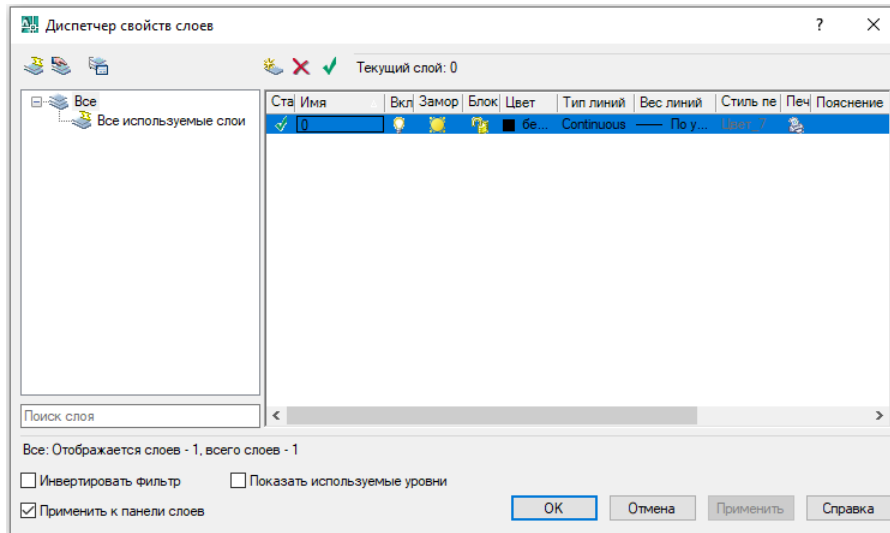 Диспетчер свойств слоев
Текущий слой: 0
Все
Все используемые слои
Ста Имя Вкл Замор Блок Цвет Тип линий Вес линий Стиль пе Печ Пояснение
0 бе... Continuous По у... Цвет_7
Поиск слоя
Все: Отображается слоев - 1, всего слоев - 1
Инвертировать фильтр Показать используемые уровни
Применить к панели слоев
OK Отмена Применить Справка